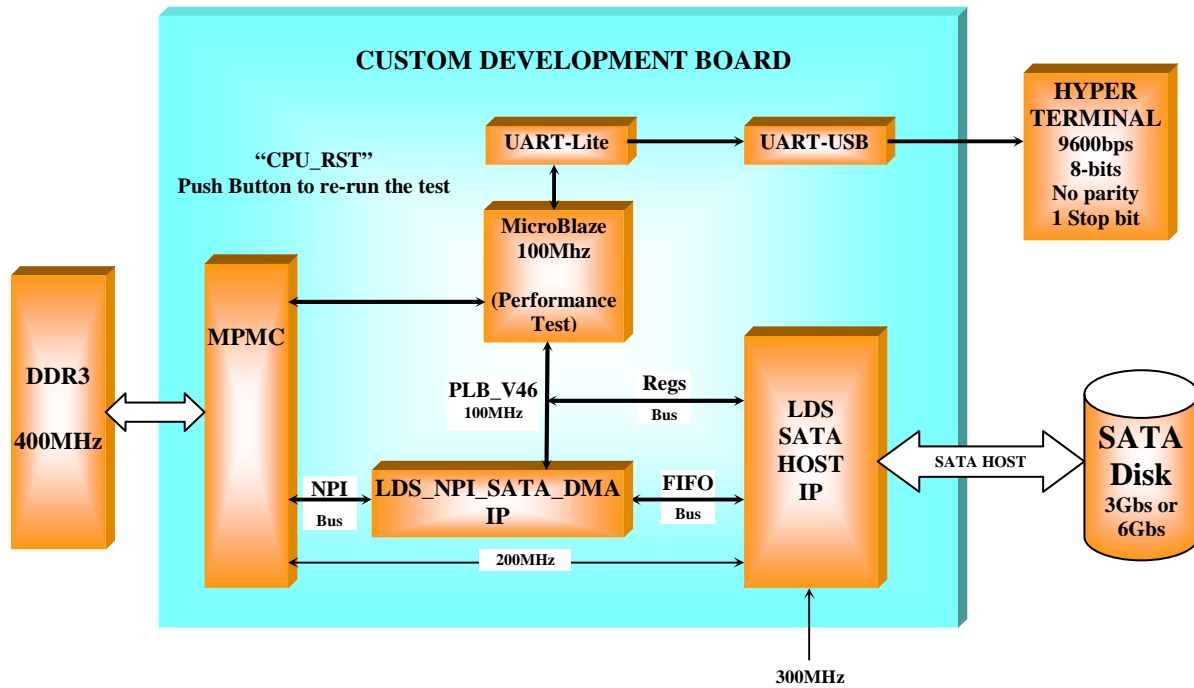 CUSTOM DEVELOPMENT BOARD
HYPER
TERMINAL
9600bps
8-bits
No parity
1 Stop bit
UART-Lite
UART-USB
“CPU_RST”
Push Button to re-run the test
MicroBlaze
100Mhz
(Performance
Test)
MPMC
DDR3
400MHz
PLB_V46
100MHz
Regs
Bus
LDS
SATA
HOST
IP
SATA HOST
SATA
Disk
3Gbs or
6Gbs
NPI
Bus
LDS_NPI_SATA_DMA
IP
FIFO
Bus
200MHz
300MHz